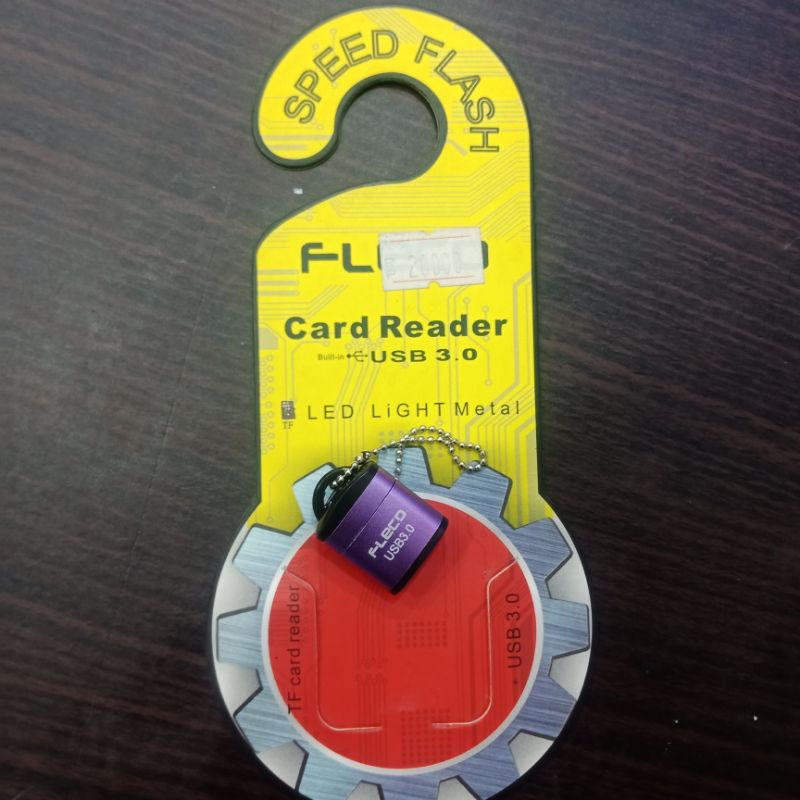 SPEED FLASH
FLECO
Card Reader
Built-in USB 3.0
LED LiGHT Metal
TF
FLECO
USB3.0
TF card reader
USB 3.0